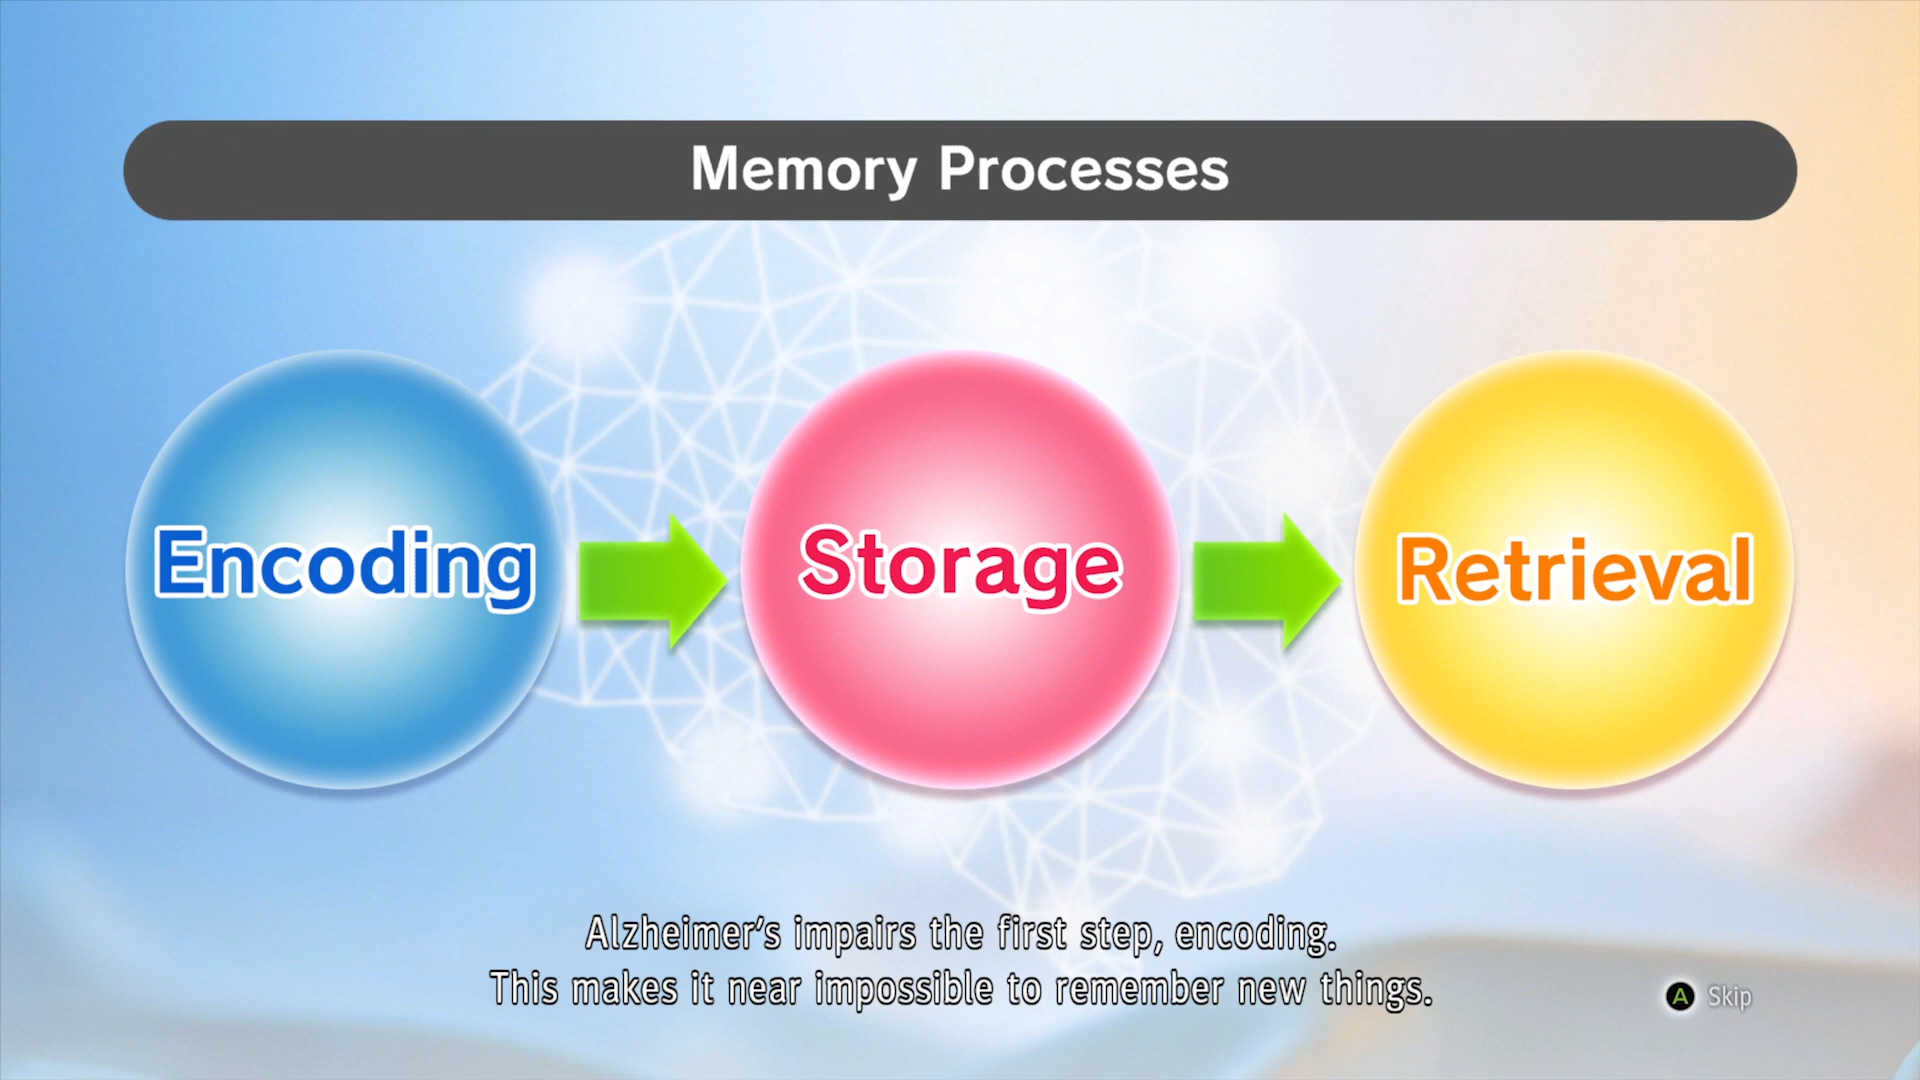 Memory Processes
Encoding
Storage
Retrieval
Alzheimer's impairs the first step, encoding.
This makes it near impossible to remember new things.
A Skip